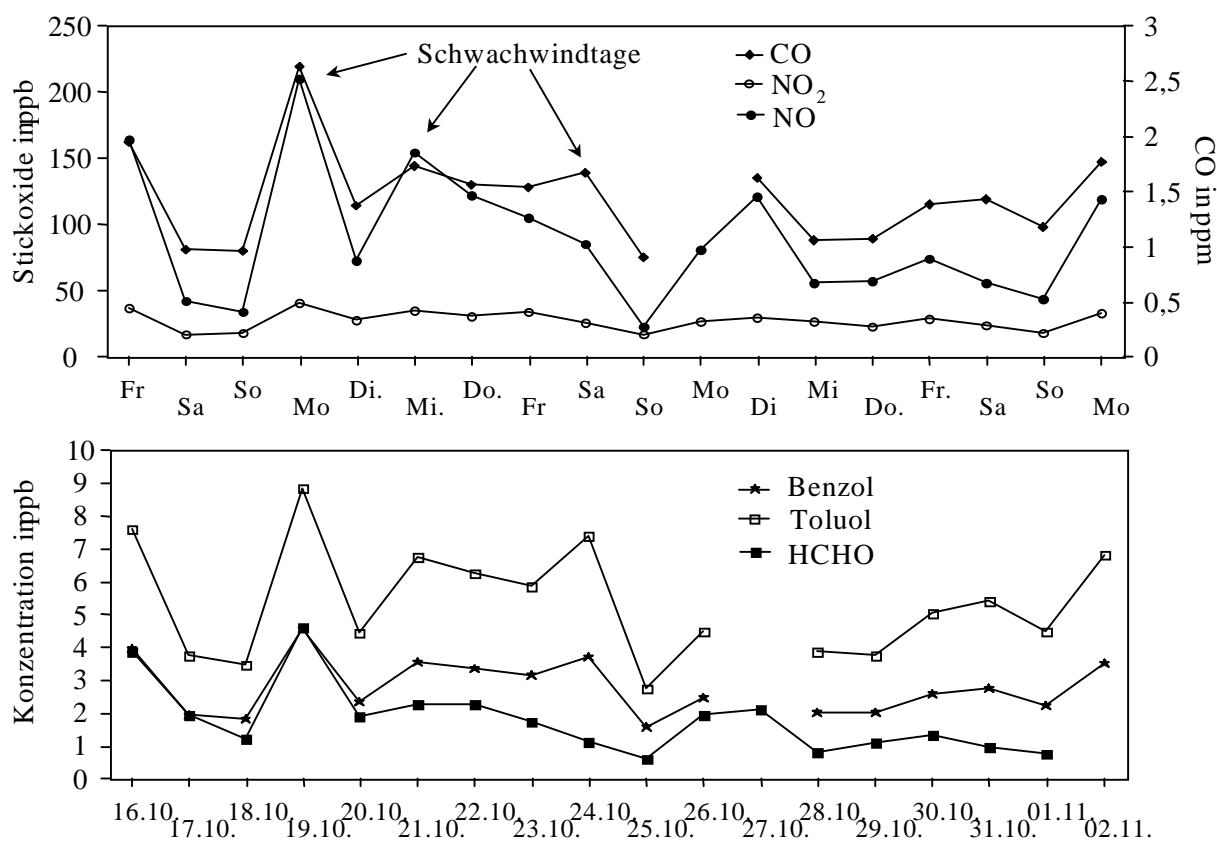 250
200
150
100
50
0
Stickoxide inppb
3
2,5
2
1,5
1
0,5
0
CO inppm
Schwachwindtage
CO
NO2
NO
Fr Sa So Mo Di. Mi. Do. Fr Sa So Mo Di Mi Do. Fr. Sa So Mo
10
9
8
7
6
5
4
3
2
1
0
Konzentration inppb
Benzol
Toluol
HCHO
16.10. 17.10. 18.10. 19.10. 20.10. 21.10. 22.10. 23.10. 24.10. 25.10. 26.10. 27.10. 28.10. 29.10. 30.10. 31.10. 01.11. 02.11.